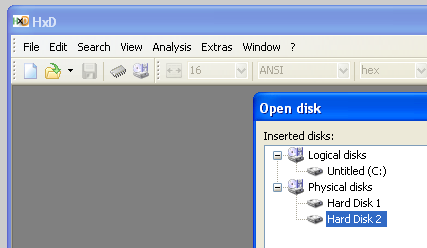 HxD
File Edit Search View Analysis Extras Window ?
16 ANSI hex
Open disk
Inserted disks:
Logical disks
Untitled (C:)
Physical disks
Hard Disk 1
Hard Disk 2